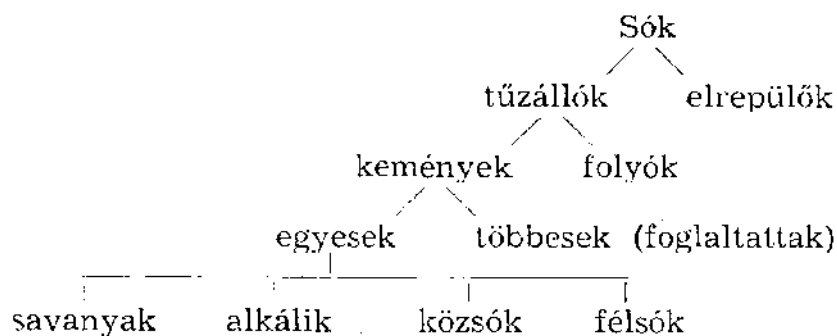 Sók
tűzállók elrepülők
kemények folyók
egyesek többesek (foglaltattak)
savanyak alkálik közsók félsók